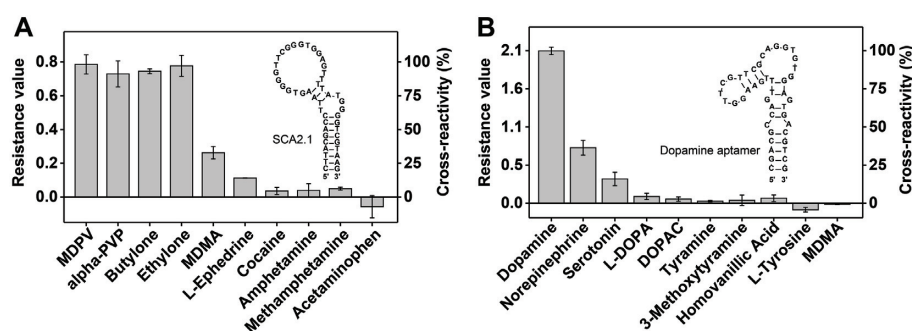 A
B
Resistance value
0.8
0.6
0.4
0.2
0.0
100
75
50
25
0
Cross-reactivity (%)
SCA2.1
5' 3'
MDPV
alpha-PVP
Butylone
Ethylone
MDMA
L-Ephedrine
Cocaine
Amphetamine
Methamphetamine
Acetaminophen
Resistance value
2.1
1.6
1.1
0.5
0.0
100
75
50
25
0
Cross-reactivity (%)
Dopamine aptamer
5' 3'
Dopamine
Norepinephrine
Serotonin
L-DOPA
DOPAC
Tyramine
3-Methoxytyramine
Homovanillic Acid
L-Tyrosine
MDMA